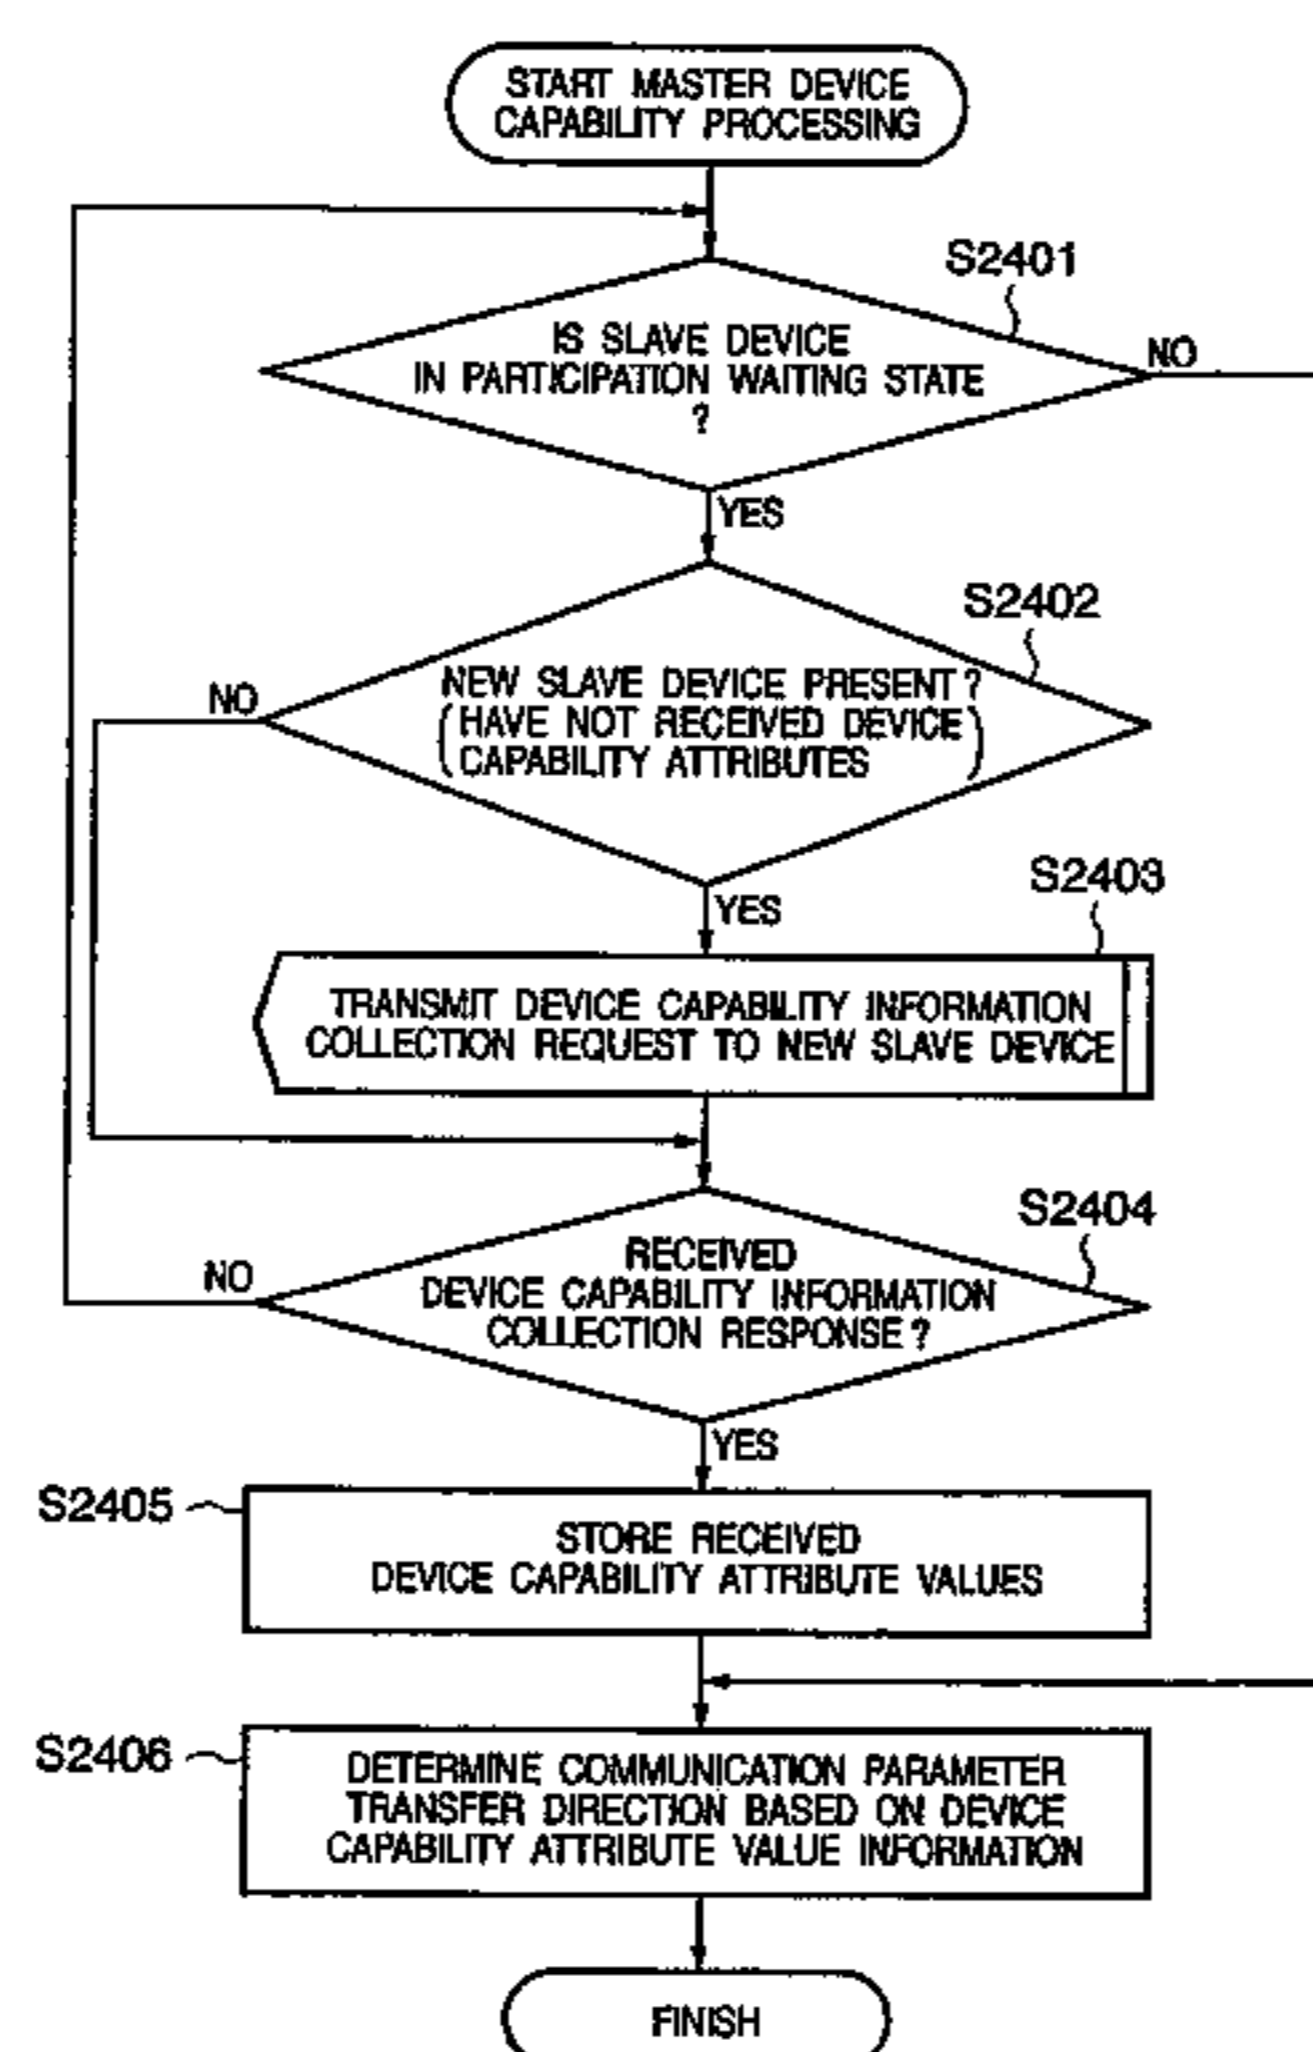 START MASTER DEVICE
CAPABILITY PROCESSING
S2401
IS SLAVE DEVICE
IN PARTICIPATION WAITING STATE
?
NO
YES
S2402
NEW SLAVE DEVICE PRESENT?
(HAVE NOT RECEIVED DEVICE
CAPABILITY ATTRIBUTES)
NO
YES
S2403
TRANSMIT DEVICE CAPABILITY INFORMATION
COLLECTION REQUEST TO NEW SLAVE DEVICE
S2404
RECEIVED
DEVICE CAPABILITY INFORMATION
COLLECTION RESPONSE?
NO
YES
S2405
STORE RECEIVED
DEVICE CAPABILITY ATTRIBUTE VALUES
S2406
DETERMINE COMMUNICATION PARAMETER
TRANSFER DIRECTION BASED ON DEVICE
CAPABILITY ATTRIBUTE VALUE INFORMATION
FINISH